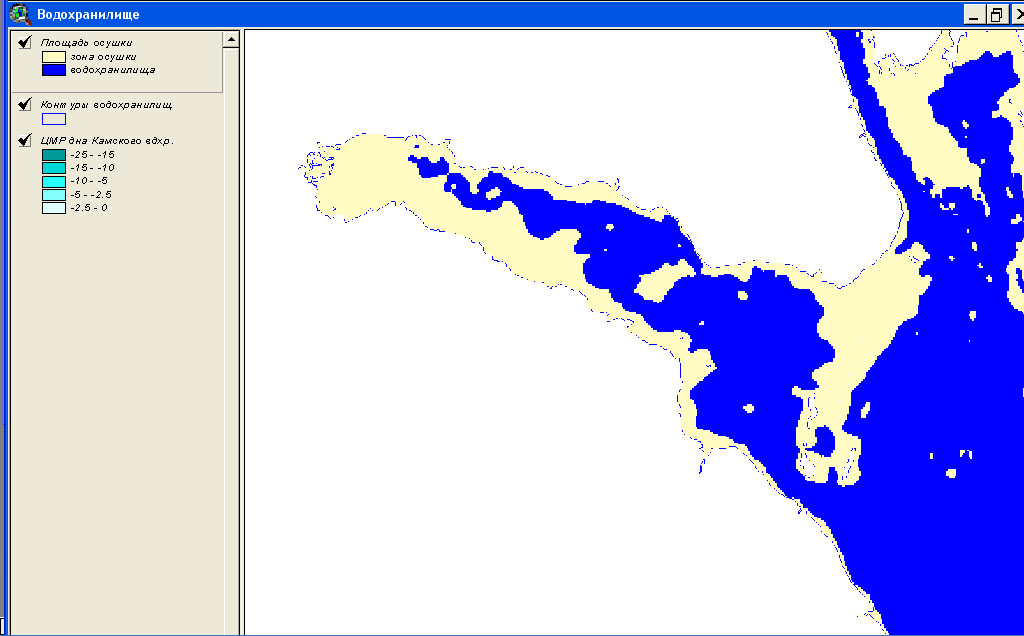 Водохранилище
Площадь осушки
зона осушки
водохранилища
Контуры водохранилищ
ЦМР дна Камского вдхр.
-25 - -15
-15 - -10
-10 - -5
-5 - -2.5
-2.5 - 0